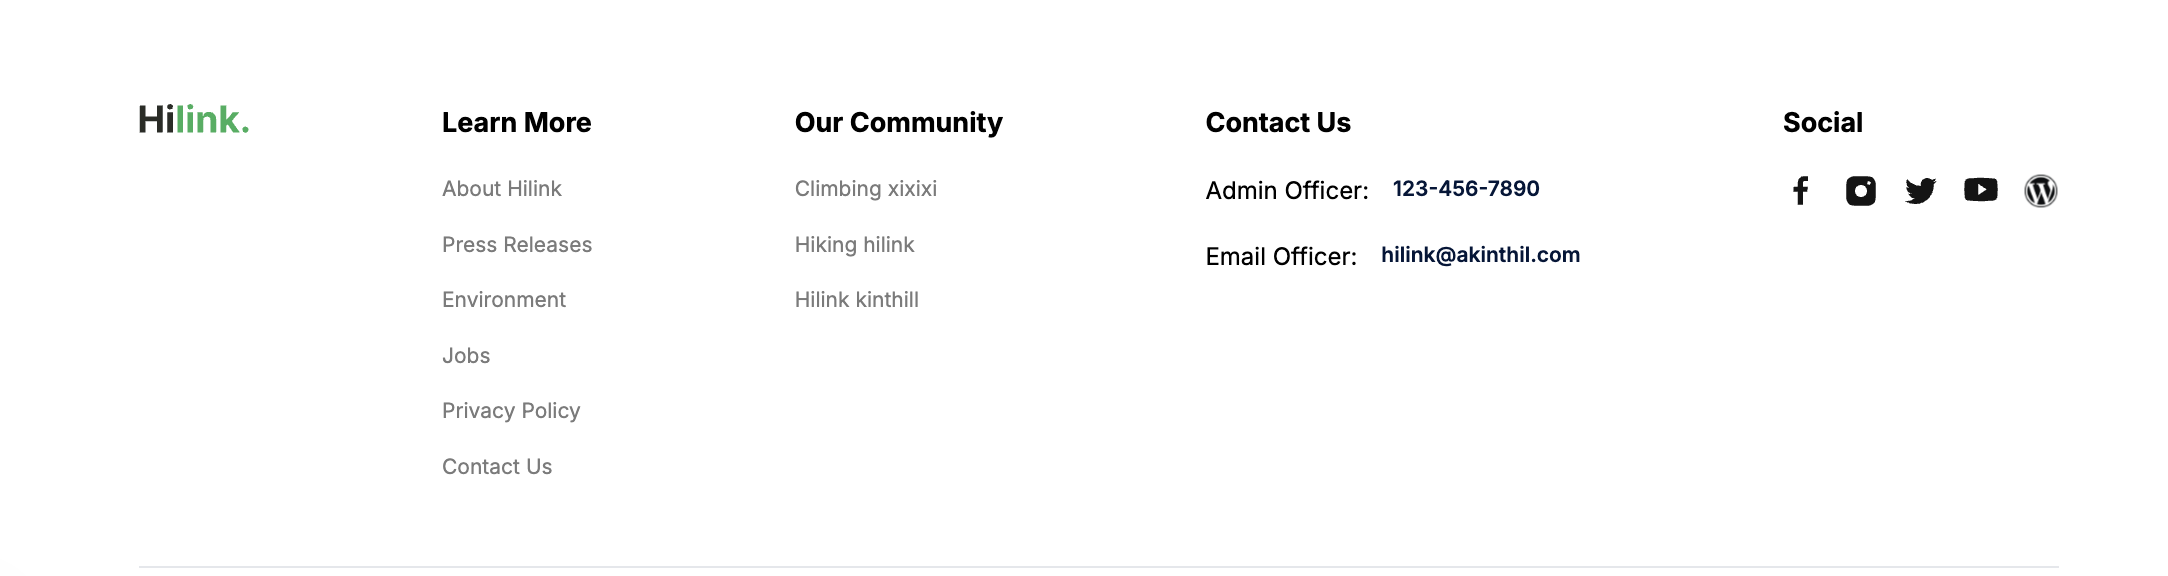 Hilink.
Learn More
About Hilink
Press Releases
Environment
Jobs
Privacy Policy
Contact Us
Our Community
Climbing xixixi
Hiking hilink
Hilink kinthill
Contact Us
Admin Officer: 123-456-7890
Email Officer: hilink@akinthil.com
Social